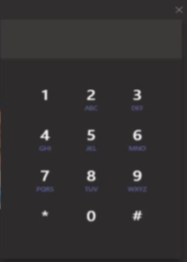 1 2 3
ABC DEF
4 5 6
GHI JKL MNO
7 8 9
PQRS TUV WXYZ
* 0 #